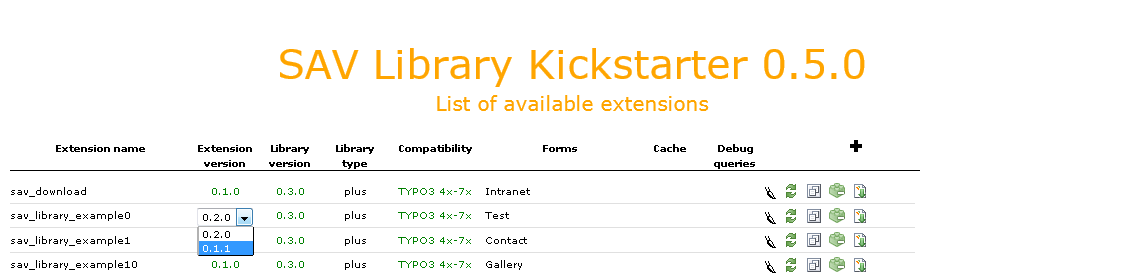 SAV Library Kickstarter 0.5.0
List of available extensions
Extension name Extension version Library version Library type Compatibility Forms Cache Debug queries
sav_download 0.1.0 0.3.0 plus TYPO3 4x-7x Intranet
sav_library_example0 0.2.0 0.3.0 plus TYPO3 4x-7x Test
0.2.0
sav_library_example1 0.1.1 0.3.0 plus TYPO3 4x-7x Contact
sav_library_example10 0.1.0 0.3.0 plus TYPO3 4x-7x Gallery